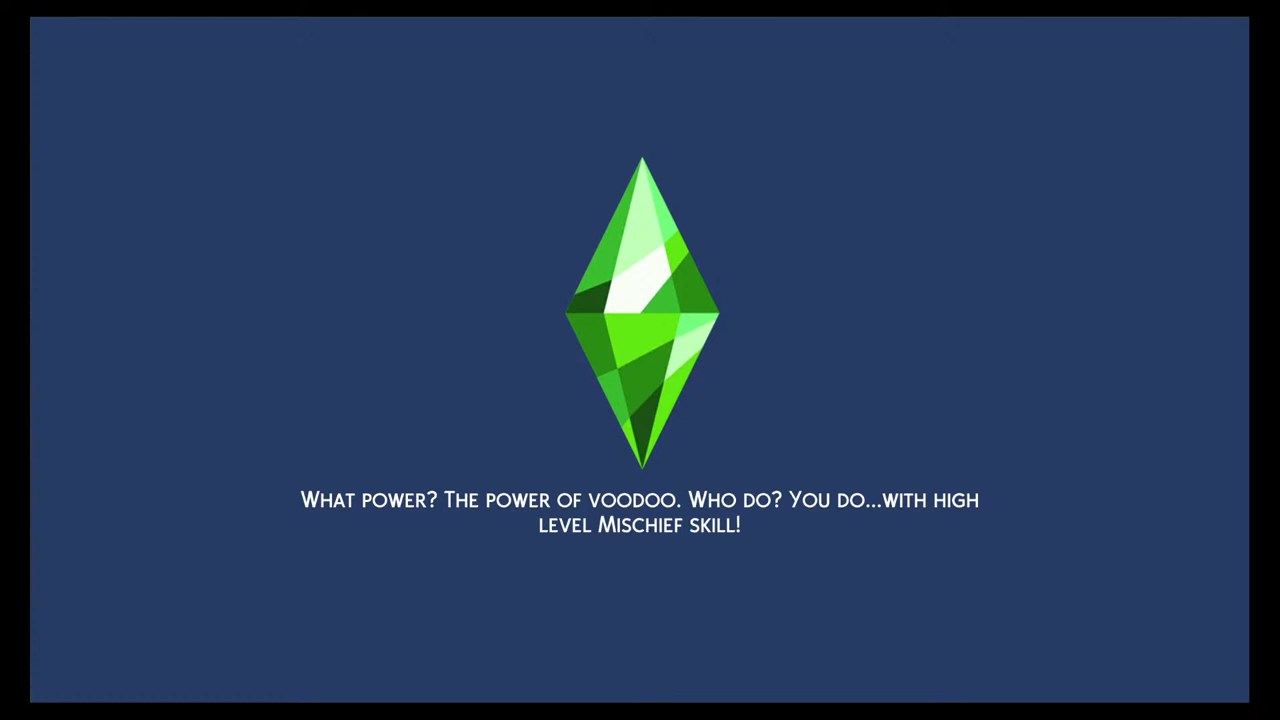 What power? The power of voodoo. Who do? You do...with high
level Mischief skill!